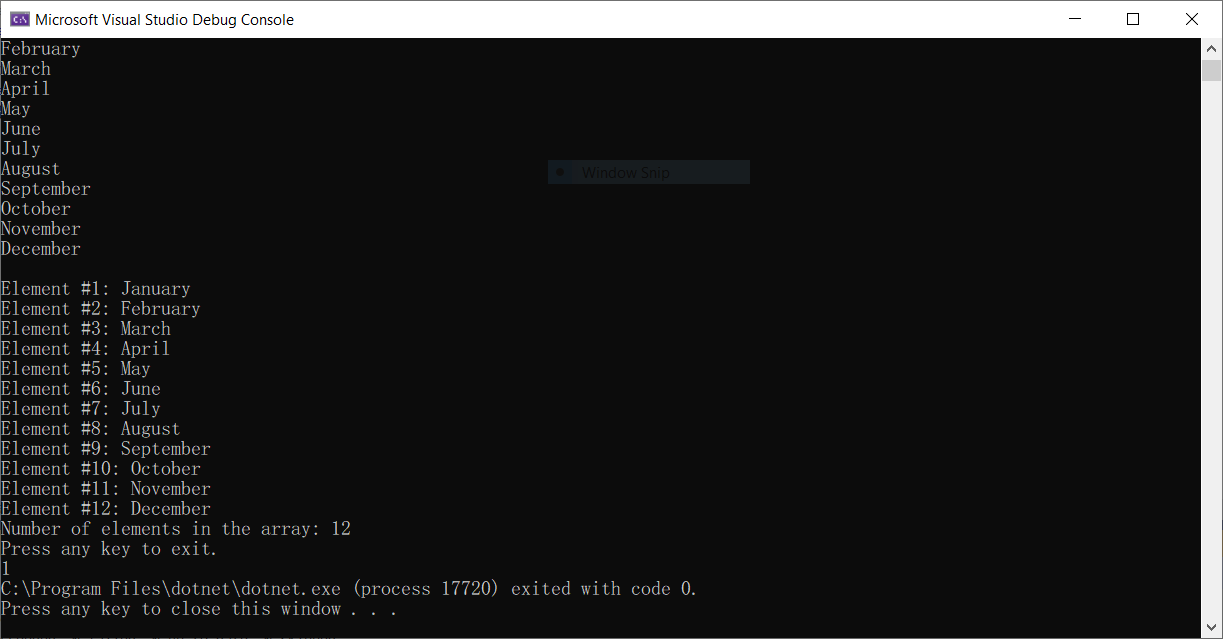 Microsoft Visual Studio Debug Console
February
March
April
May
June
July
August
Window Snip
September
October
November
December
Element #1: January
Element #2: February
Element #3: March
Element #4: April
Element #5: May
Element #6: June
Element #7: July
Element #8: August
Element #9: September
Element #10: October
Element #11: November
Element #12: December
Number of elements in the array: 12
Press any key to exit.
1
C:\Program Files\dotnet\dotnet.exe (process 17720) exited with code 0.
Press any key to close this window . . .